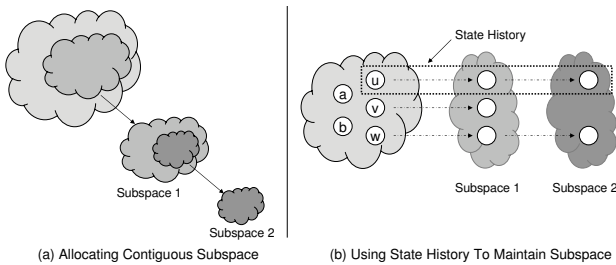 State History
u
a
v
b
w
Subspace 1
Subspace 2
Subspace 1
Subspace 2
(a) Allocating Contiguous Subspace
(b) Using State History To Maintain Subspace